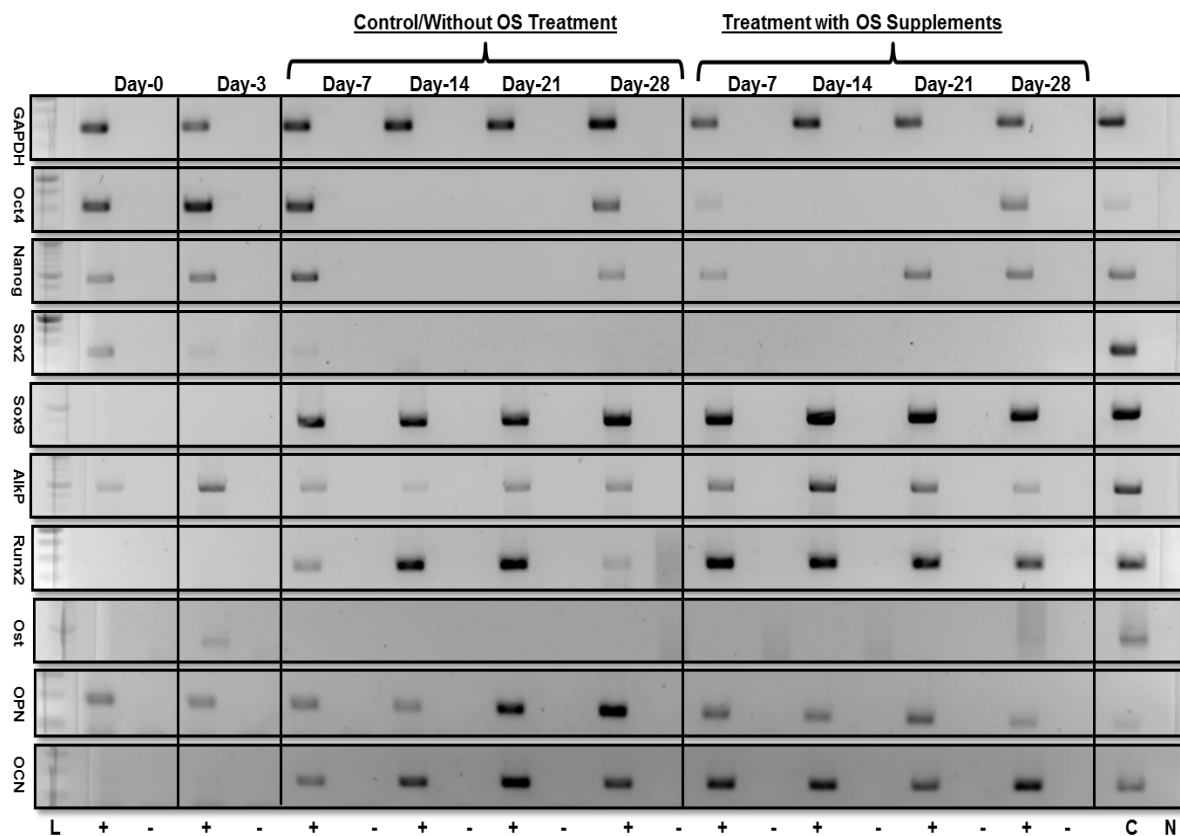 Control/Without OS Treatment Treatment with OS Supplements
Day-0 Day-3 Day-7 Day-14 Day-21 Day-28 Day-7 Day-14 Day-21 Day-28
GAPDH
Oct4
Nanog
Sox2
Sox9
AlkP
Runx2
Ost
OPN
OCN
L + - + - + - + - + - + - + - + - + - + - C N